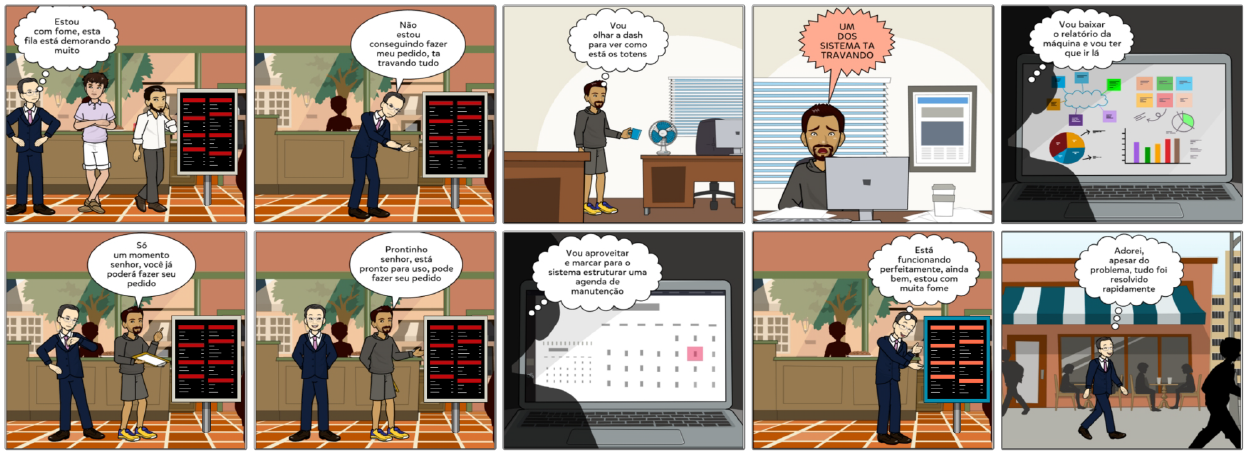 Estou
com fome, esta
fila está demorando
muito
Não
estou
conseguindo fazer
meu pedido, ta
travando tudo
Vou
olhar a dash
para ver como
está os totens
UM
DOS
SISTEMA TA
TRAVANDO
Vou baixar
o relatório da
máquina e vou ter
que ir lá
Só
um momento
senhor, você já
poderá fazer seu
pedido
Prontinho
senhor, está
pronto para uso, pode
fazer seu pedido
Vou aproveitar
e marcar para o
sistema estruturar uma
agenda de
manutenção
Está
funcionando
perfeitamente, ainda
bem, estou com
muita fome
Adorei,
apesar do
problema, tudo foi
resolvido
rapidamente